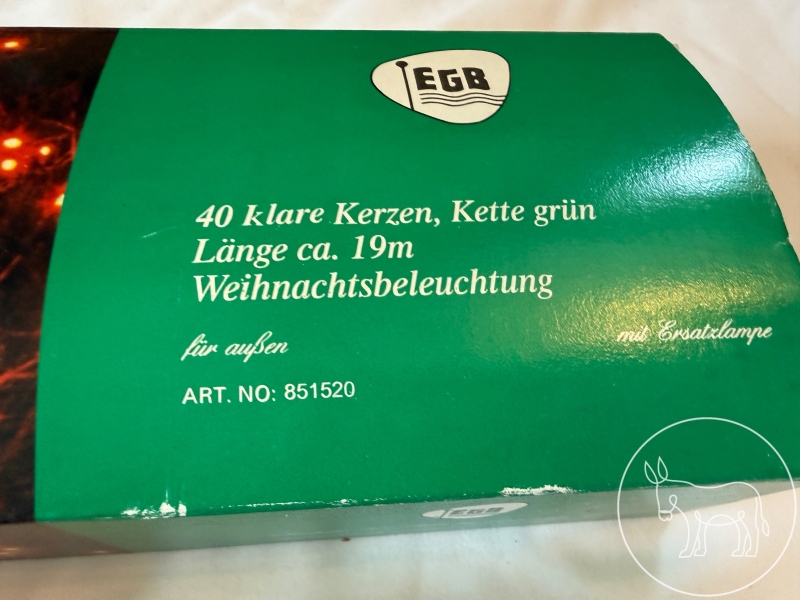 EGB
40 klare Kerzen, Kette grün
Länge ca. 19m
Weihnachtsbeleuchtung
für außen
mit Ersatzlampe
ART. NO: 851520
EGB